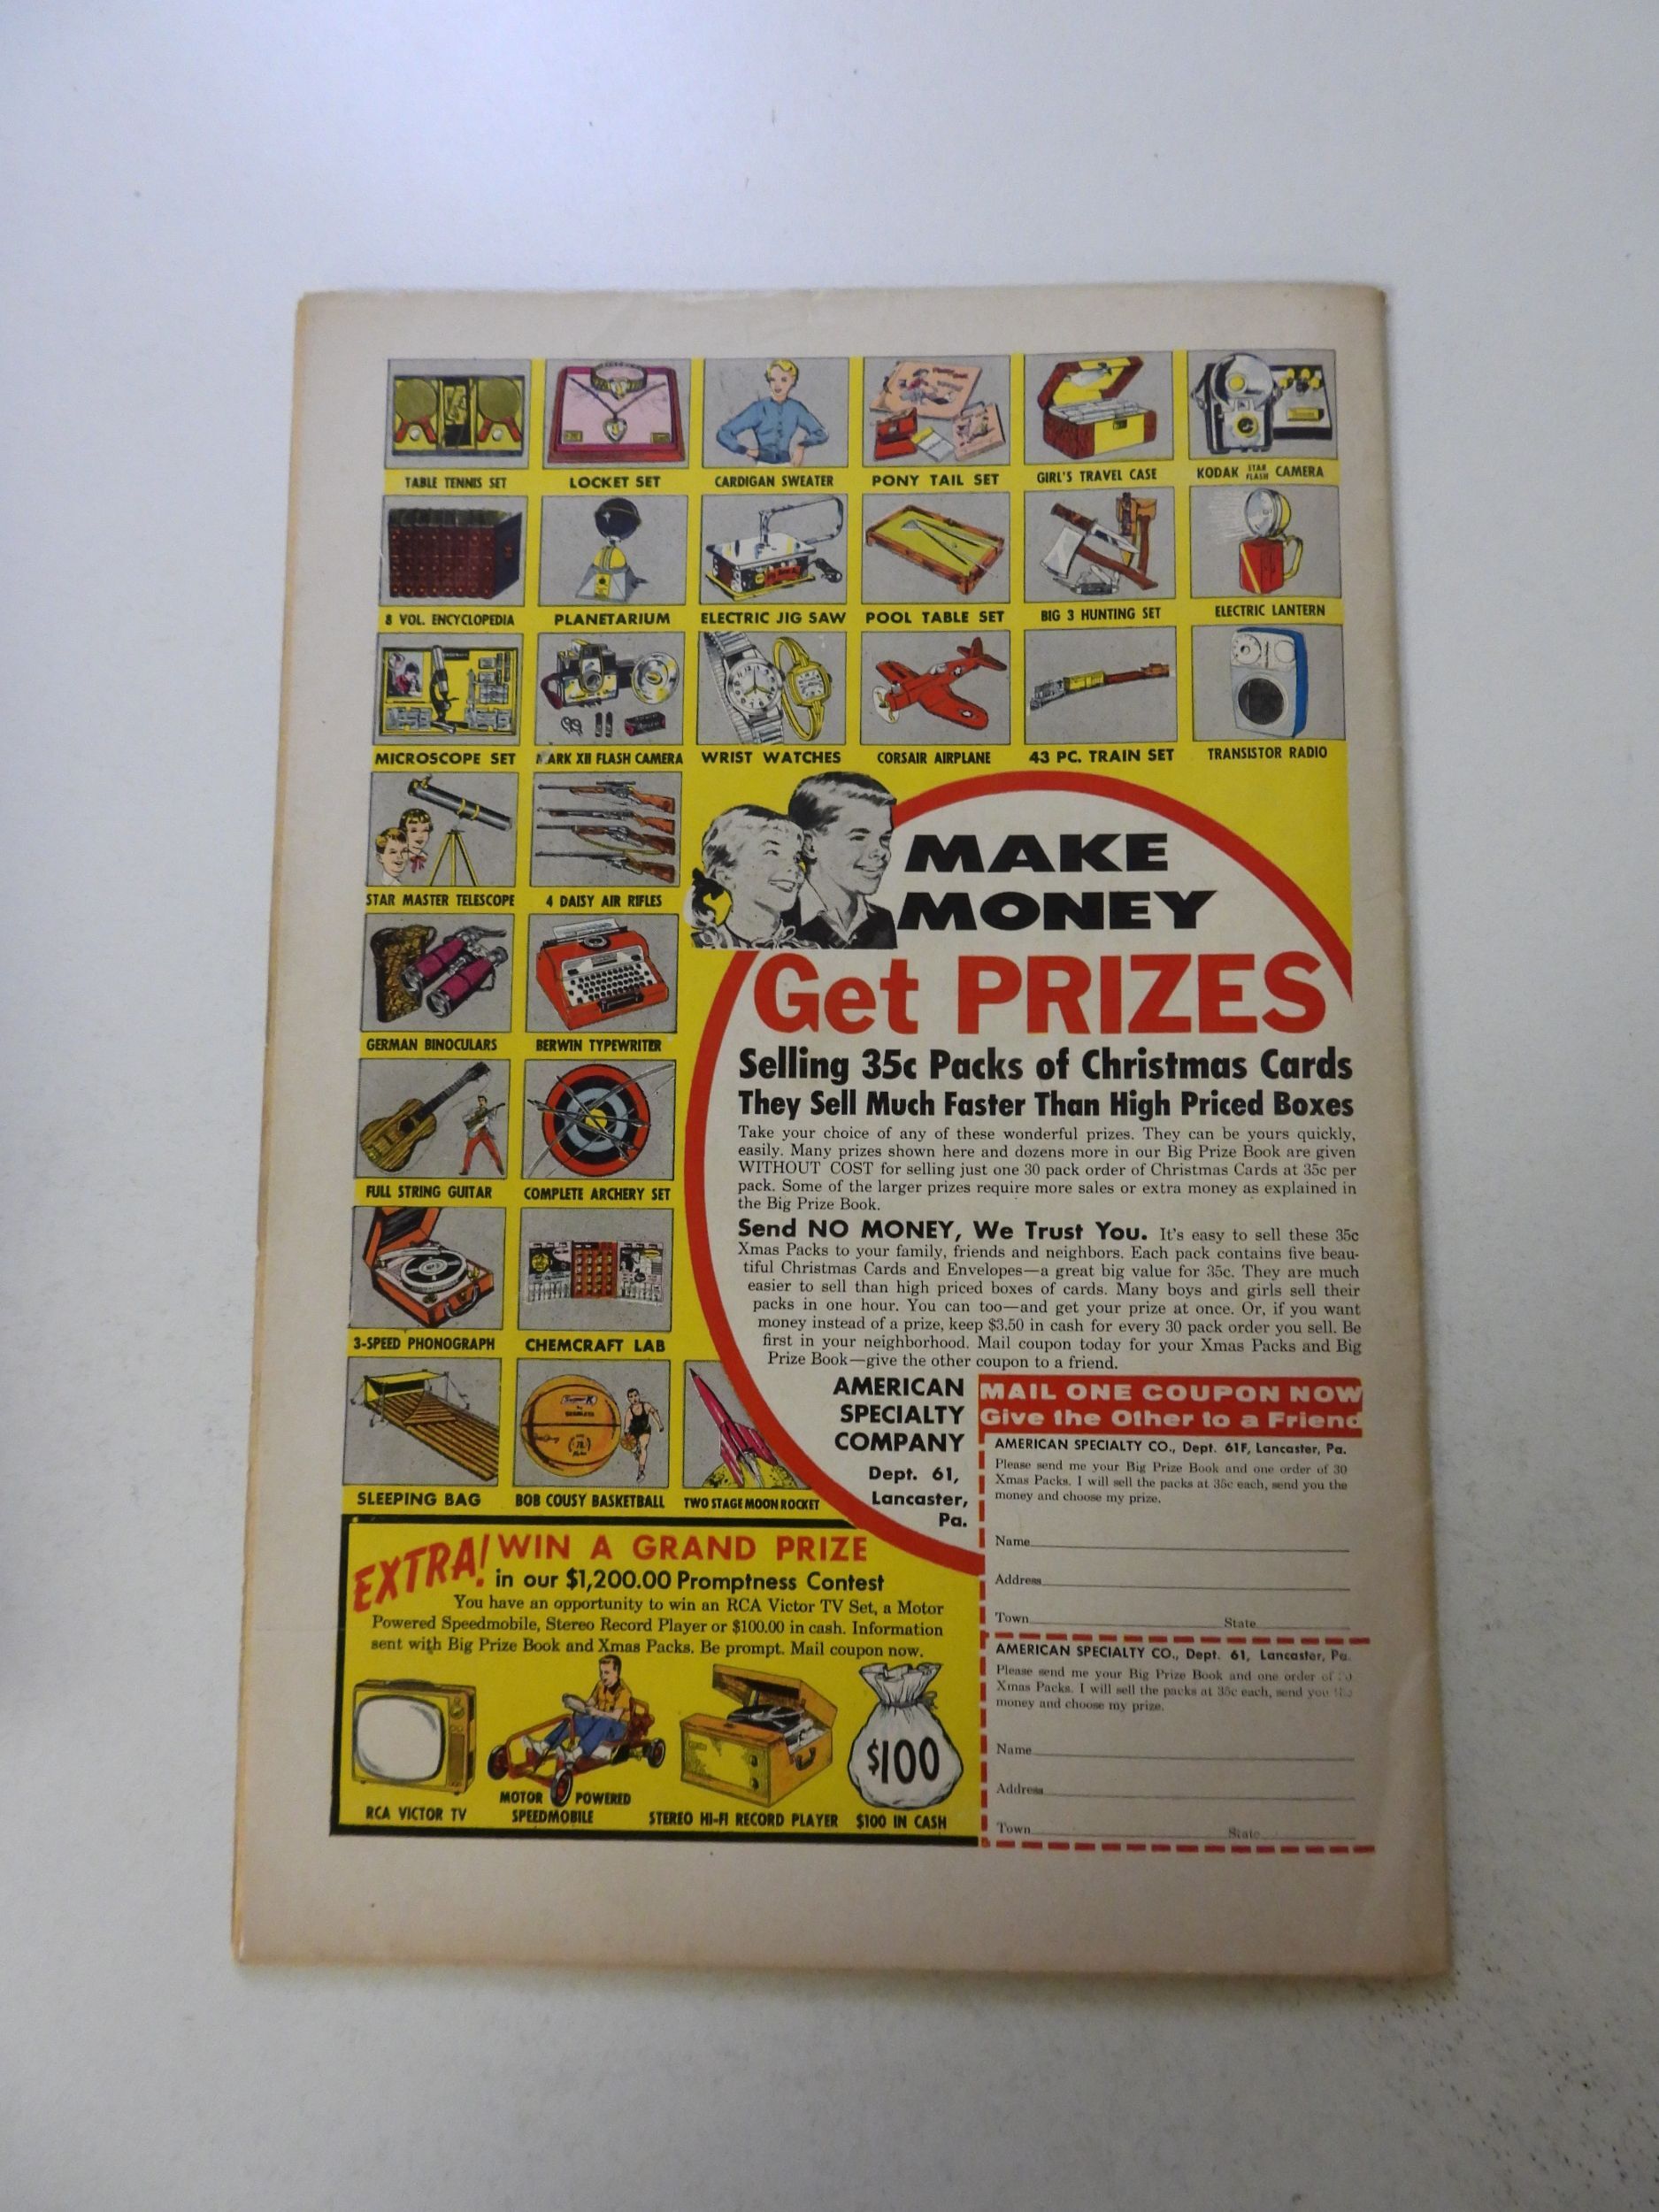 TABLE TENNIS SET
LOCKET SET
CARDIGAN SWEATER
PONY TAIL SET
GIRL'S TRAVEL CASE
KODAK STAR FLASH CAMERA
8 VOL. ENCYCLOPEDIA
PLANETARIUM
ELECTRIC JIG SAW
POOL TABLE SET
BIG 3 HUNTING SET
ELECTRIC LANTERN
MICROSCOPE SET
MARK XII FLASH CAMERA
WRIST WATCHES
CORSAIR AIRPLANE
43 PC. TRAIN SET
TRANSISTOR RADIO
STAR MASTER TELESCOPE
4 DAISY AIR RIFLES
GERMAN BINOCULARS
BERWIN TYPEWRITER
FULL STRING GUITAR
COMPLETE ARCHERY SET
3-SPEED PHONOGRAPH
CHEMCRAFT LAB
SLEEPING BAG
BOB COUSY BASKETBALL
TWO STAGE MOON ROCKET
MAKE
MONEY
Get PRIZES
Selling 35c Packs of Christmas Cards
They Sell Much Faster Than High Priced Boxes
Take your choice of any of these wonderful prizes. They can be yours quickly,
easily. Many prizes shown here and dozens more in our Big Prize Book are given
WITHOUT COST for selling just one 30 pack order of Christmas Cards at 35c per
pack. Some of the larger prizes require more sales or extra money as explained in
the Big Prize Book.
Send NO MONEY, We Trust You. It's easy to sell these 35c
Xmas Packs to your family, friends and neighbors. Each pack contains five beau-
tiful Christmas Cards and Envelopes—a great big value for 35c. They are much
easier to sell than high priced boxes of cards. Many boys and girls sell their
packs in one hour. You can too—and get your prize at once. Or, if you want
money instead of a prize, keep $3.50 in cash for every 30 pack order you sell. Be
first in your neighborhood. Mail coupon today for your Xmas Packs and Big
Prize Book—give the other coupon to a friend.
AMERICAN
SPECIALTY
COMPANY
Dept. 61,
Lancaster,
Pa.
MAIL ONE COUPON NOW
Give the Other to a Friend
AMERICAN SPECIALTY CO., Dept. 61F, Lancaster, Pa.
Please send me your Big Prize Book and one order of 30
Xmas Packs. I will sell the packs at 35c each, send you the
money and choose my prize.
Name
Address
Town State
AMERICAN SPECIALTY CO., Dept. 61, Lancaster, Pa.
Please send me your Big Prize Book and one order of 30
Xmas Packs. I will sell the packs at 35c each, send you the
money and choose my prize.
Name
Address
Town State
EXTRA! WIN A GRAND PRIZE
in our $1,200.00 Promptness Contest
You have an opportunity to win an RCA Victor TV Set, a Motor
Powered Speedmobile, Stereo Record Player or $100.00 in cash. Information
sent with Big Prize Book and Xmas Packs. Be prompt. Mail coupon now.
$100
RCA VICTOR TV
MOTOR POWERED
SPEEDMOBILE
STEREO HI-FI RECORD PLAYER
$100 IN CASH